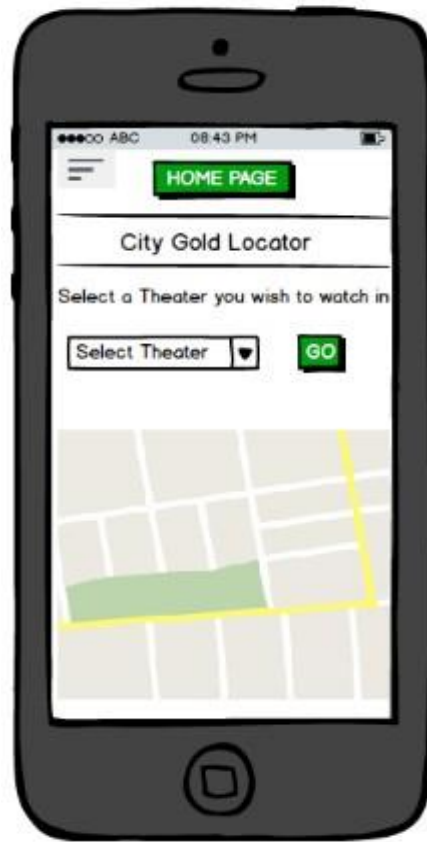 ABC 08:43 PM
HOME PAGE
City Gold Locator
Select a Theater you wish to watch in
Select Theater GO